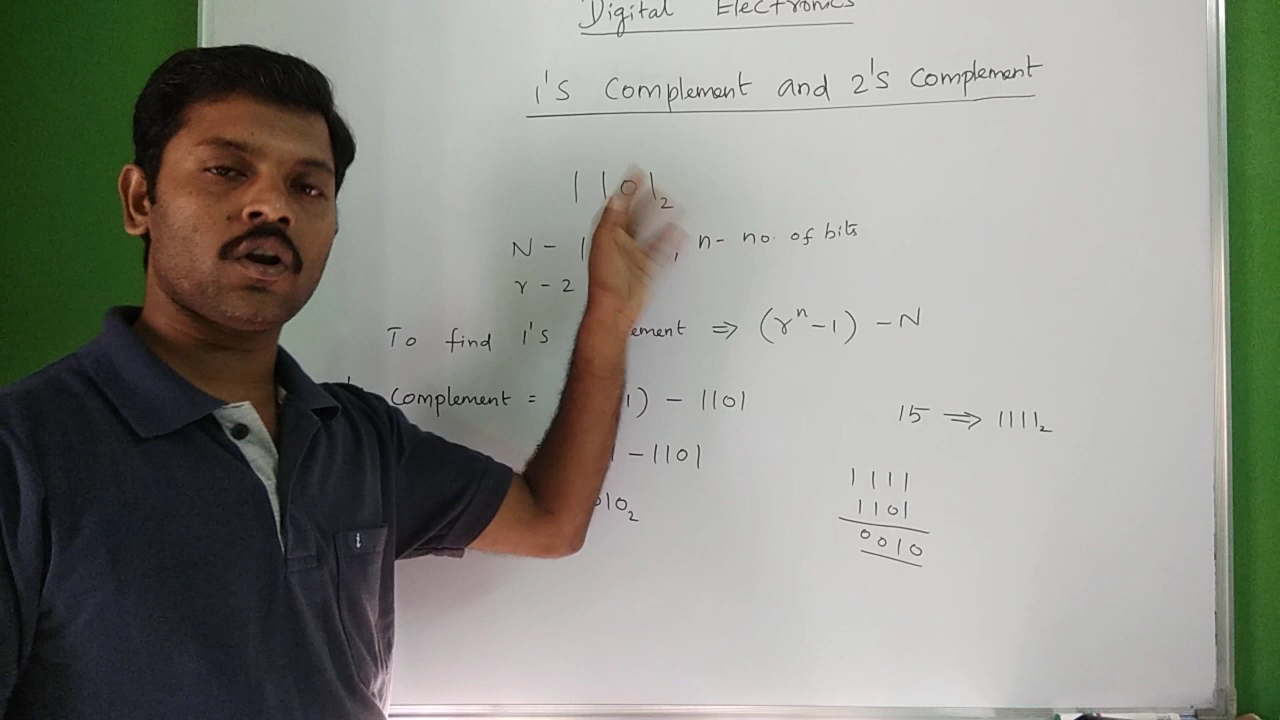 Digital Electronics
1's Complement and 2's Complement
1101₂
N - 1 , n - no. of bits
r - 2
To find 1's ement ⇒ (rⁿ-1) - N
Complement = 1) - 1101
15 ⇒ 1111₂
1 - 1101
1111
1101
010₂
0010